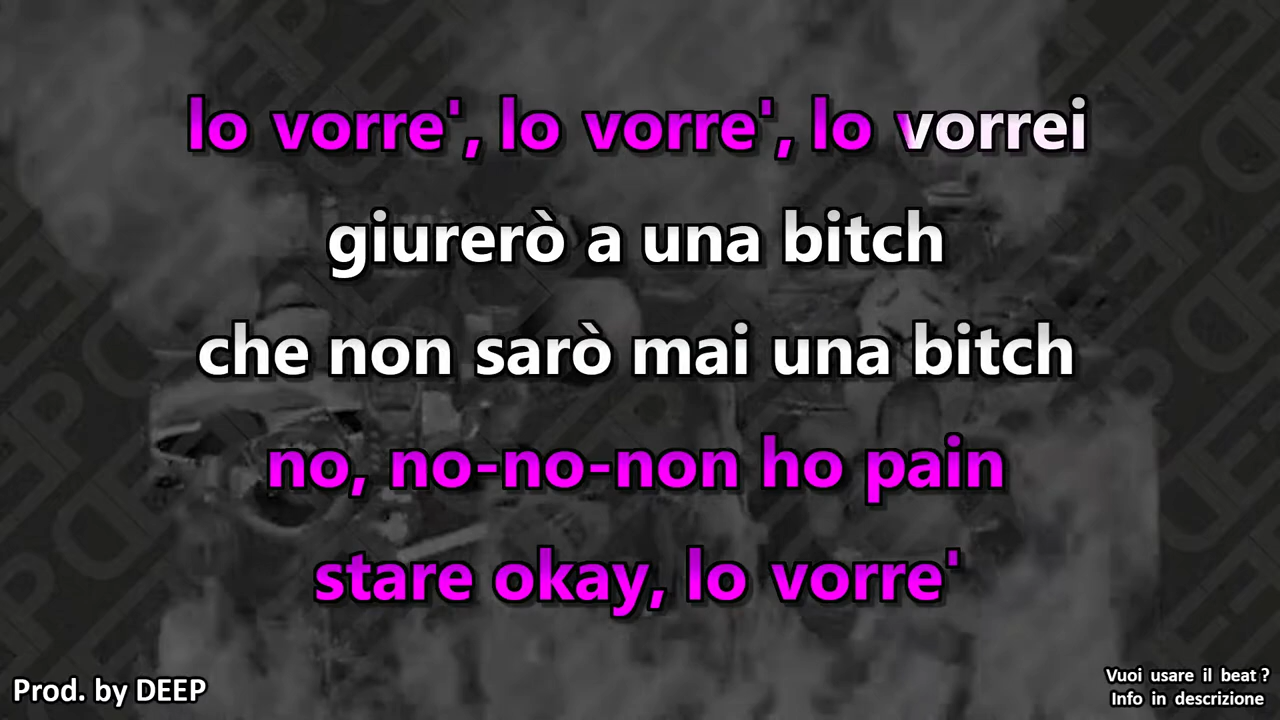 lo vorre', lo vorre', lo vorrei
giurerò a una bitch
che non sarò mai una bitch
no, no-no-non ho pain
stare okay, lo vorre'
Prod. by DEEP
Vuoi usare il beat ?
Info in descrizione